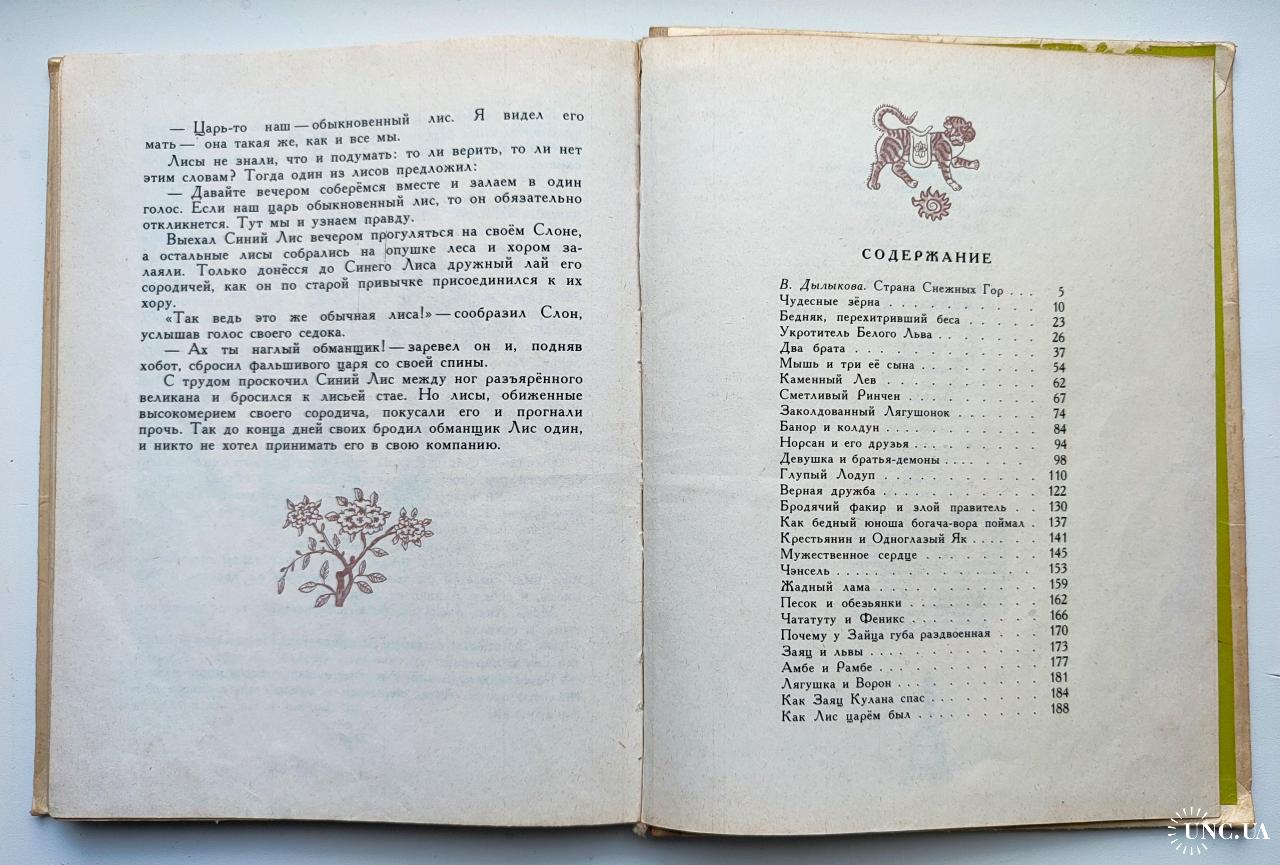 — Царь-то наш — обыкновенный лис. Я видел его
мать — она такая же, как и все мы.
Лисы не знали, что и подумать: то ли верить, то ли нет
этим словам? Тогда один из лисов предложил:
— Давайте вечером соберёмся вместе и залаем в один
голос. Если наш царь обыкновенный лис, то он обязательно
откликнется. Тут мы и узнаем правду.
Выехал Синий Лис вечером прогуляться на своём Слоне,
а остальные лисы собрались на опушке леса и хором за-
лаяли. Только донёсся до Синего Лиса дружный лай его
сородичей, как он по старой привычке присоединился к их
хору.
«Так ведь это же обычная лиса!» — сообразил Слон,
услышав голос своего седока.
— Ах ты наглый обманщик! — заревел он и, подняв
хобот, сбросил фальшивого царя со своей спины.
С трудом проскочил Синий Лис между ног разъярённого
великана и бросился к лисьей стае. Но лисы, обиженные
высокомерием своего сородича, покусали его и прогнали
прочь. Так до конца дней своих бродил обманщик Лис один,
и никто не хотел принимать его в свою компанию.
СОДЕРЖАНИЕ
В. Дылыкова. Страна Снежных Гор . . . 5
Чудесные зёрна . . . . . . . . . 10
Бедняк, перехитривший беса . . . . . 23
Укротитель Белого Льва . . . . . . . 26
Два брата . . . . . . . . . . . 37
Мышь и три её сына . . . . . . . . 54
Каменный Лев . . . . . . . . . . 62
Сметливый Ринчен . . . . . . . . . 67
Заколдованный Лягушонок . . . . . . 74
Банор и колдун . . . . . . . . . . 84
Норсан и его друзья . . . . . . . . 94
Девушка и братья-демоны . . . . . . 98
Глупый Лодуп . . . . . . . . . . 110
Верная дружба . . . . . . . . . . 122
Бродячий факир и злой правитель . . 130
Как бедный юноша богача-вора поймал . 137
Крестьянин и Одноглазый Як . . . . . 141
Мужественное сердце . . . . . . . . 145
Чэнсель . . . . . . . . . . . . 153
Жадный лама . . . . . . . . . . 159
Песок и обезьянки . . . . . . . . . 162
Чататуту и Феникс . . . . . . . . . 166
Почему у Зайца губа раздвоенная . . . 170
Заяц и львы . . . . . . . . . . . 173
Амбе и Рамбе . . . . . . . . . . 177
Лягушка и Ворон . . . . . . . . . 181
Как Заяц Кулана спас . . . . . . . 184
Как Лис царём был . . . . . . . . 188
UNC.UA